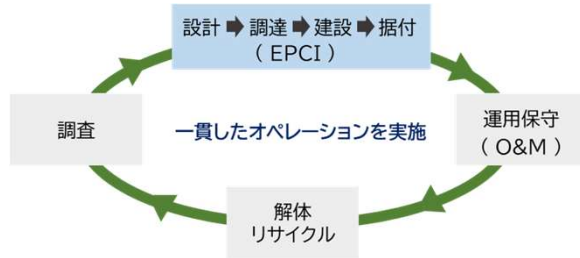 設計➡調達➡建設➡据付
（ EPCI ）
調査
一貫したオペレーションを実施
運用保守
（ O&M ）
解体
リサイクル